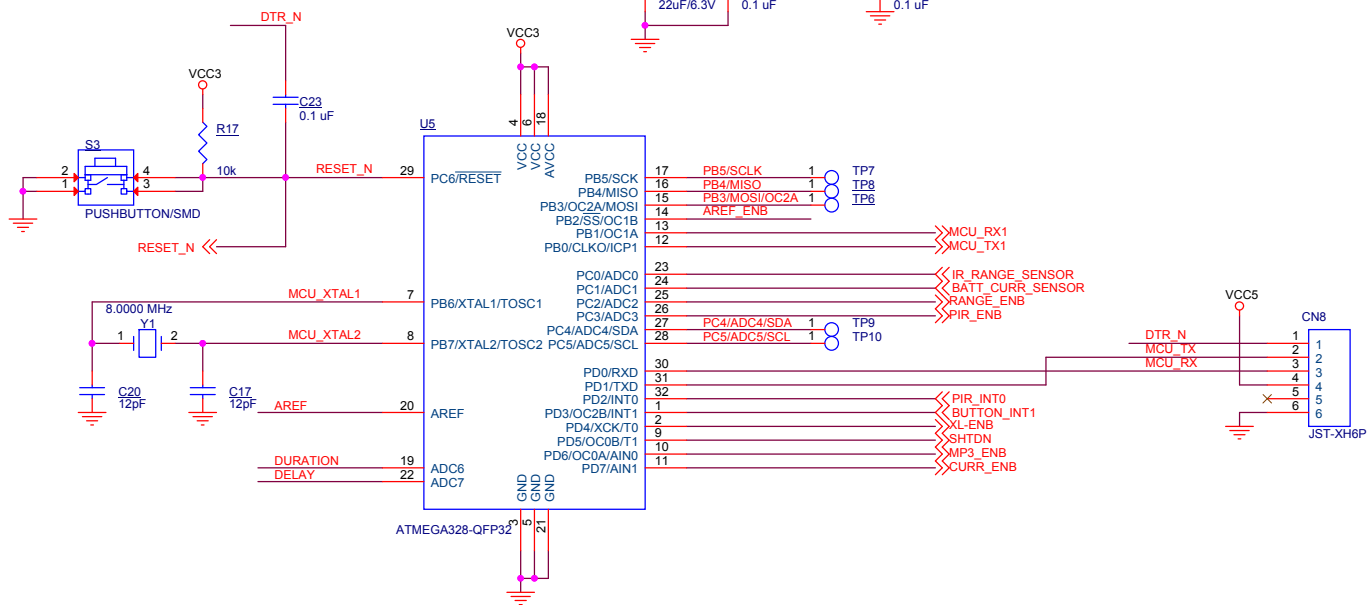 DTR_N
22uF/6.3V
0.1 uF
0.1 uF
VCC3
VCC3
C23
0.1 uF
R17
10k
S3
2
1
4
3
PUSHBUTTON/SMD
RESET_N
RESET_N
MCU_XTAL1
8.0000 MHz
Y1
1
2
MCU_XTAL2
C20
12pF
C17
12pF
AREF
DURATION
DELAY
U5
4
6
18
VCC
VCC
AVCC
29
PC6/RESET
7
PB6/XTAL1/TOSC1
8
PB7/XTAL2/TOSC2
20
AREF
19
ADC6
22
ADC7
GND
GND
GND
3
5
21
ATMEGA328-QFP32
PB5/SCK 17 PB5/SCLK 1 TP7
PB4/MISO 16 PB4/MISO 1 TP8
PB3/OC2A/MOSI 15 PB3/MOSI/OC2A 1 TP6
PB2/SS/OC1B 14 AREF_ENB
PB1/OC1A 13 MCU_RX1
PB0/CLKO/ICP1 12 MCU_TX1
PC0/ADC0 23 IR_RANGE_SENSOR
PC1/ADC1 24 BATT_CURR_SENSOR
PC2/ADC2 25 RANGE_ENB
PC3/ADC3 26 PIR_ENB
PC4/ADC4/SDA 27 PC4/ADC4/SDA 1 TP9
PC5/ADC5/SCL 28 PC5/ADC5/SCL 1 TP10
PD0/RXD 30
PD1/TXD 31
PD2/INT0 32 PIR_INT0
PD3/OC2B/INT1 1 BUTTON_INT1
PD4/XCK/T0 2 XL-ENB
PD5/OC0B/T1 9 SHTDN
PD6/OC0A/AIN0 10 MP3_ENB
PD7/AIN1 11 CURR_ENB
VCC5
CN8
DTR_N 1 1
MCU_TX 2 2
MCU_RX 3 3
4 4
5 5
6 6
JST-XH6P